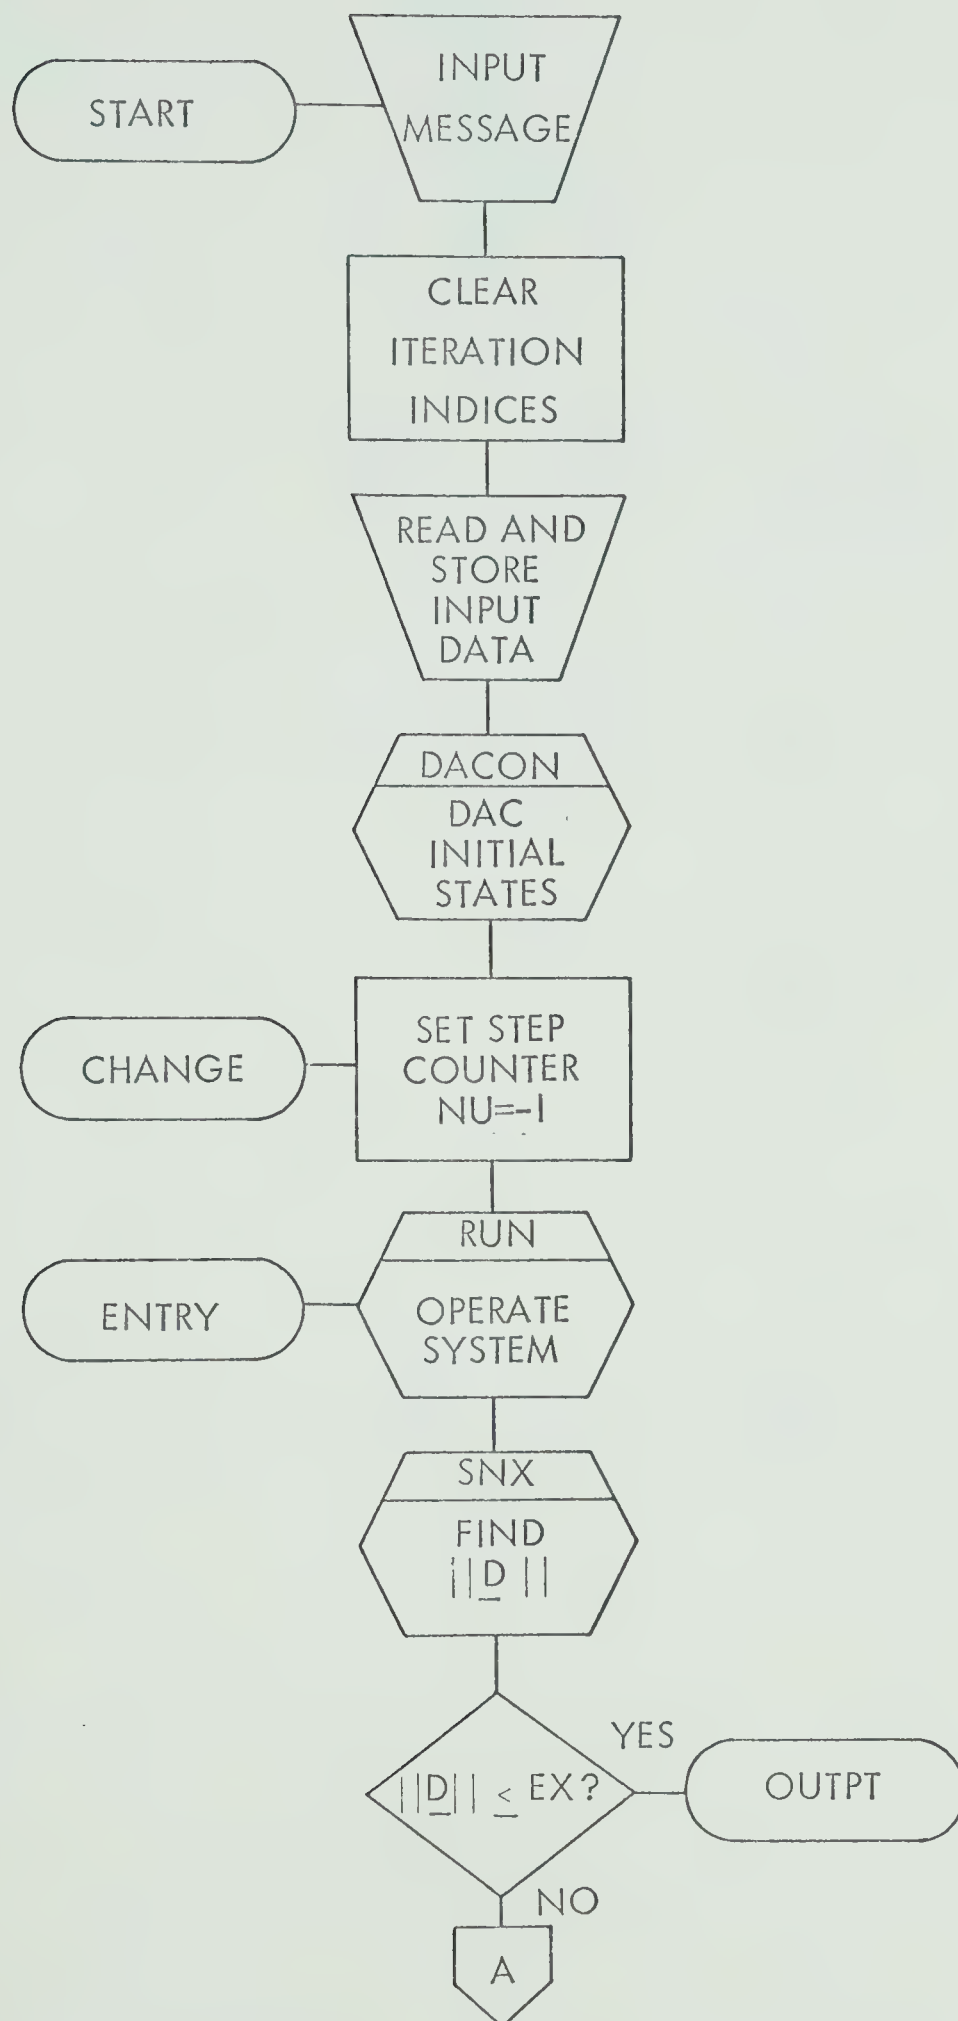 START
INPUT
MESSAGE
CLEAR
ITERATION
INDICES
READ AND
STORE
INPUT
DATA
DACON
DAC
INITIAL
STATES
CHANGE
SET STEP
COUNTER
NU=-1
RUN
ENTRY
OPERATE
SYSTEM
SNX
FIND
||D||
||D|| ≤ EX?
YES
OUTPT
NO
A